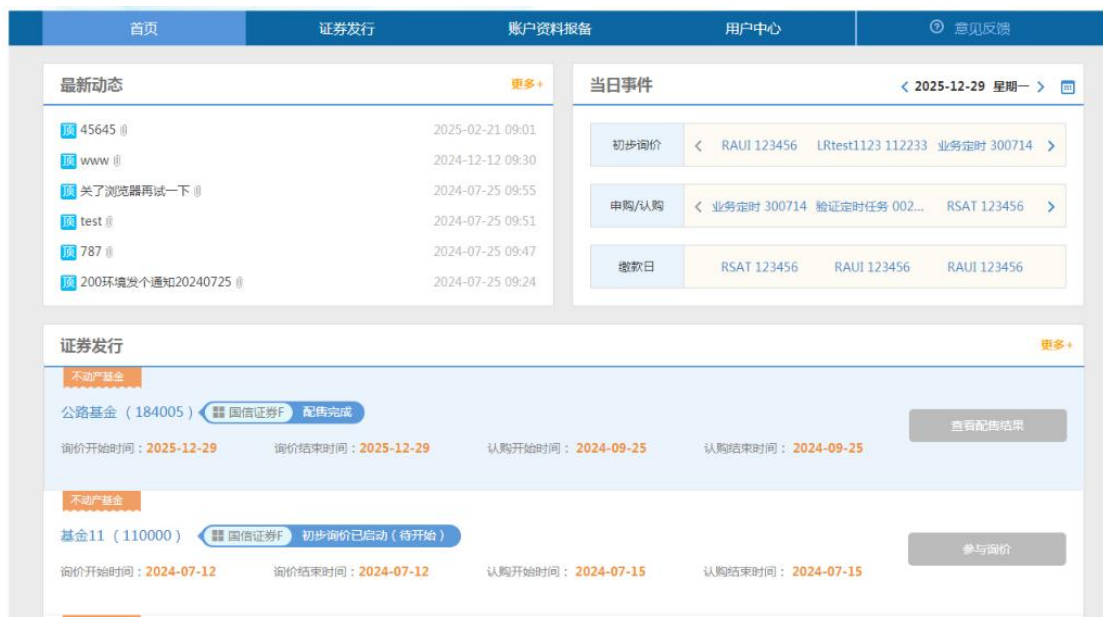 首页 证券发行 账户资料报备 用户中心 意见反馈
最新动态 更多+
顶 45645 2025-02-21 09:01
顶 www 2024-12-12 09:30
顶 关了浏览器再试一下 2024-07-25 09:55
顶 test 2024-07-25 09:51
顶 787 2024-07-25 09:47
顶 200环境发个通知20240725 2024-07-25 09:24
当日事件 < 2025-12-29 星期一 >
初步询价 < RAUI 123456 LRtest1123 112233 业务定时 300714 >
申购/认购 < 业务定时 300714 验证定时任务 002... RSAT 123456 >
缴款日 RSAT 123456 RAUI 123456 RAUI 123456
证券发行 更多+
不动产基金
公路基金 ( 184005 ) 国信证券F 配售完成
查看配售结果
询价开始时间：2025-12-29 询价结束时间：2025-12-29 认购开始时间： 2024-09-25 认购结束时间： 2024-09-25
不动产基金
基金11 ( 110000 ) 国信证券F 初步询价已启动 ( 待开始 )
参与询价
询价开始时间：2024-07-12 询价结束时间：2024-07-12 认购开始时间： 2024-07-15 认购结束时间： 2024-07-15